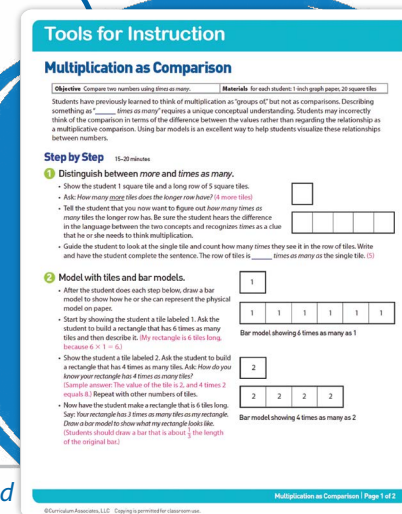 Tools for Instruction
Multiplication as Comparison
Objective Compare two numbers using times as many.
Materials for each student: 1-inch graph paper, 20 square tiles
Students have previously learned to think of multiplication as "groups of," but not as comparisons. Describing
something as "_____ times as many" requires a unique conceptual understanding. Students may incorrectly
think of the comparison in terms of the difference between the values rather than regarding the relationship as
a multiplicative comparison. Using bar models is an excellent way to help students visualize these relationships
between numbers.
Step by Step 15–20 minutes
1 Distinguish between more and times as many.
• Show the student 1 square tile and a long row of 5 square tiles.
• Ask: How many more tiles does the longer row have? (4 more tiles)
• Tell the student that you now want to figure out how many times as
many tiles the longer row has. Be sure the student hears the difference
in the language between the two concepts and recognizes times as a clue
that he or she needs to think multiplication.
• Guide the student to look at the single tile and count how many times they see it in the row of tiles. Write
and have the student complete the sentence. The row of tiles is _____ times as many as the single tile. (5)
2 Model with tiles and bar models.
• After the student does each step below, draw a bar
model to show how he or she can represent the physical
model on paper.
• Start by showing the student a tile labeled 1. Ask the
student to build a rectangle that has 6 times as many
tiles and then describe it. (My rectangle is 6 tiles long,
because 6 × 1 = 6.)
1
1 1 1 1 1 1
Bar model showing 6 times as many as 1
• Show the student a tile labeled 2. Ask the student to build
a rectangle that has 4 times as many tiles. Ask: How do you
know your rectangle has 4 times as many tiles?
(Sample answer: The value of the tile is 2, and 4 times 2
equals 8.) Repeat with other numbers of tiles.
• Now have the student make a rectangle that is 6 tiles long.
Say: Your rectangle has 3 times as many tiles as my rectangle.
Draw a bar model to show what my rectangle looks like.
(Students should draw a bar that is about 1/3 the length
of the original bar.)
2
2 2 2 2
Bar model showing 4 times as many as 2
d
Multiplication as Comparison | Page 1 of 2
©Curriculum Associates, LLC Copying is permitted for classroom use.